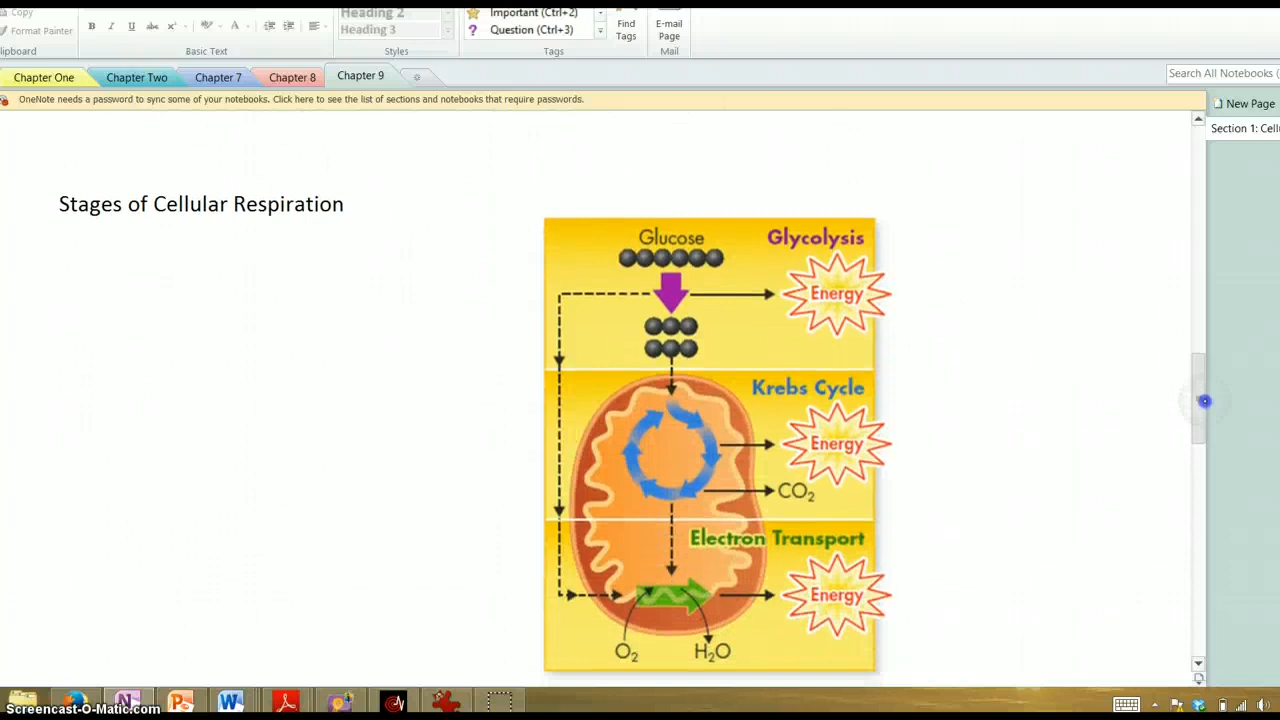 Copy
Format Painter
lipboard
B I U abc x²
A
Basic Text
Heading 2
Heading 3
Styles
Important (Ctrl+2)
? Question (Ctrl+3)
Tags
Find
Tags
E-mail
Page
Mail
Chapter One
Chapter Two
Chapter 7
Chapter 8
Chapter 9
Search All Notebooks (
OneNote needs a password to sync some of your notebooks. Click here to see the list of sections and notebooks that require passwords.
New Page
Section 1: Cell
Stages of Cellular Respiration
Glucose
Glycolysis
Energy
Krebs Cycle
Energy
CO₂
Electron Transport
Energy
O₂
H₂O
Screencast-O-Matic.com